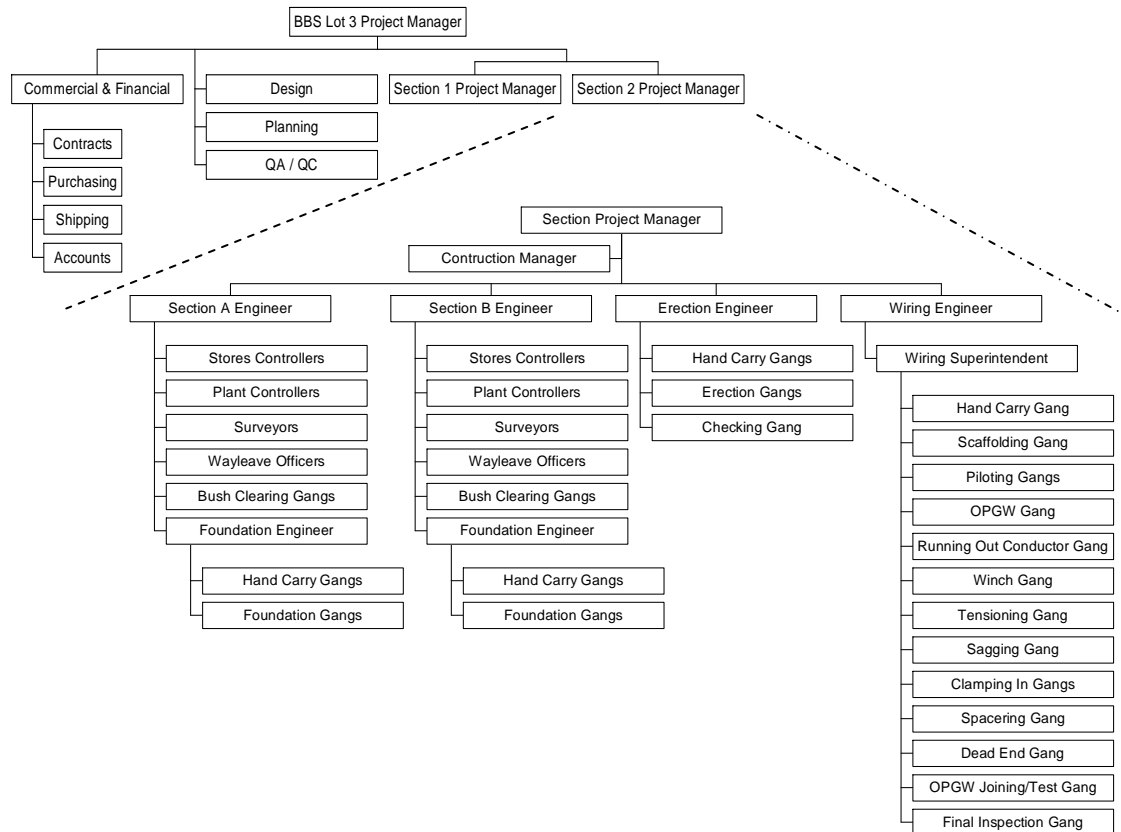 BBS Lot 3 Project Manager
Commercial & Financial
Contracts
Purchasing
Shipping
Accounts
Design
Planning
QA / QC
Section 1 Project Manager
Section 2 Project Manager
Section Project Manager
Contruction Manager
Section A Engineer
Stores Controllers
Plant Controllers
Surveyors
Wayleave Officers
Bush Clearing Gangs
Foundation Engineer
Hand Carry Gangs
Foundation Gangs
Section B Engineer
Stores Controllers
Plant Controllers
Surveyors
Wayleave Officers
Bush Clearing Gangs
Foundation Engineer
Hand Carry Gangs
Foundation Gangs
Erection Engineer
Hand Carry Gangs
Erection Gangs
Checking Gang
Wiring Engineer
Wiring Superintendent
Hand Carry Gang
Scaffolding Gang
Piloting Gangs
OPGW Gang
Running Out Conductor Gang
Winch Gang
Tensioning Gang
Sagging Gang
Clamping In Gangs
Spacering Gang
Dead End Gang
OPGW Joining/Test Gang
Final Inspection Gang